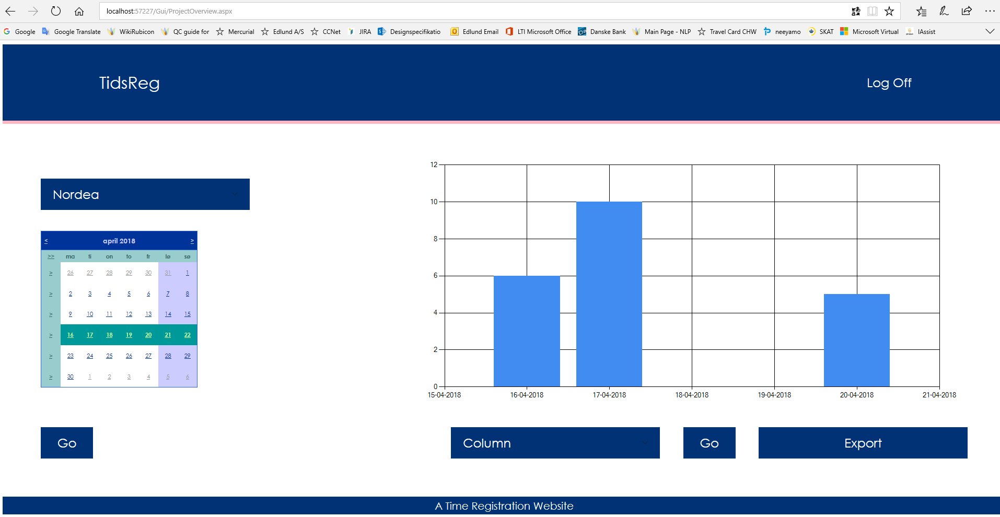 localhost:57227/Gui/ProjectOverview.aspx
Google Google Translate WikiRubicon QC guide for Mercurial Edlund A/S CCNet JIRA Designspecifikatio Edlund Email LTI Microsoft Office Danske Bank Main Page - NLP Travel Card CHW neeyamo SKAT Microsoft Virtual IAssist
TidsReg
Log Off
Nordea
< april 2018 >
>> ma ti on to fr lø sø
> 26 27 28 29 30 31 1
> 2 3 4 5 6 7 8
> 9 10 11 12 13 14 15
> 16 17 18 19 20 21 22
> 23 24 25 26 27 28 29
> 30 1 2 3 4 5 6
Go
12
10
8
6
4
2
0
15-04-2018 16-04-2018 17-04-2018 18-04-2018 19-04-2018 20-04-2018 21-04-2018
Column
Go
Export
A Time Registration Website